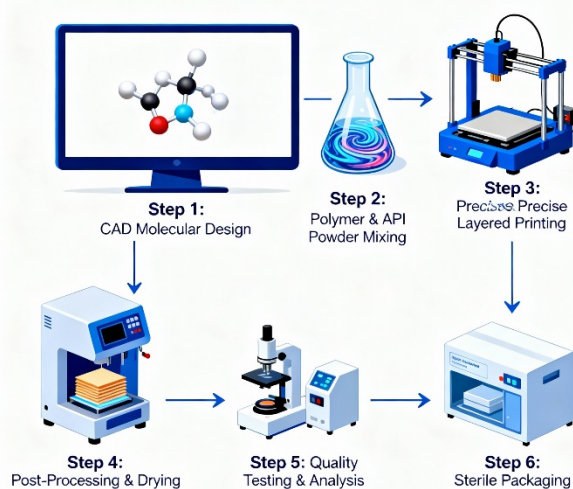 Step 1:
CAD Molecular Design
Step 2:
Polymer & API
Powder Mixing
Step 3:
Precise
Layered Printing
Step 4:
Post-Processing & Drying
Step 5: Quality
Testing & Analysis
Step 6:
Sterile Packaging